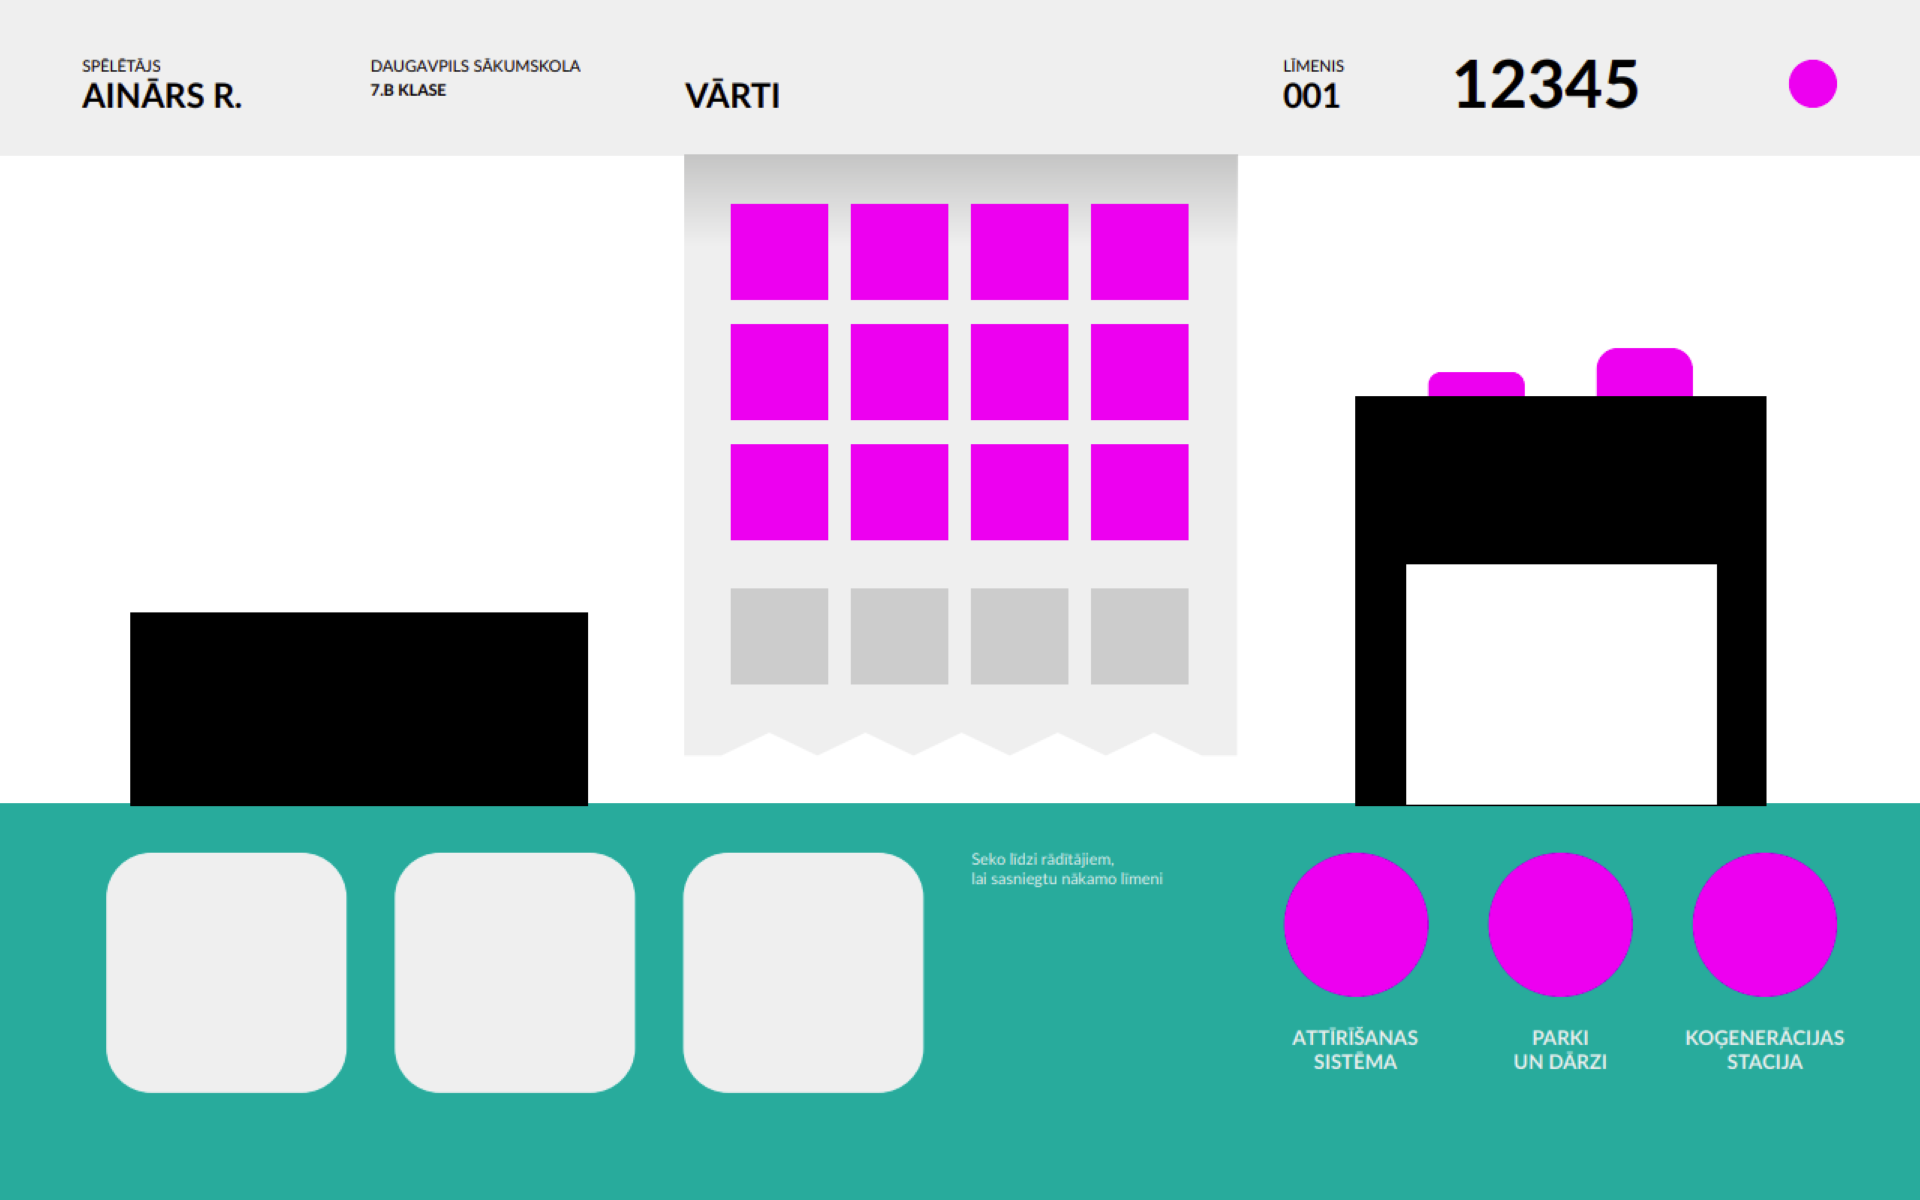 SPĒLĒTĀJS
AINĀRS R.
DAUGAVPILS SĀKUMSKOLA
7.B KLASE
VĀRTI
LĪMENIS
001
12345
Seko līdzi rādītājiem,
lai sasniegtu nākamo līmeni
ATTĪRĪŠANAS
SISTĒMA
PARKI
UN DĀRZI
KOĢENERĀCIJAS
STACIJA